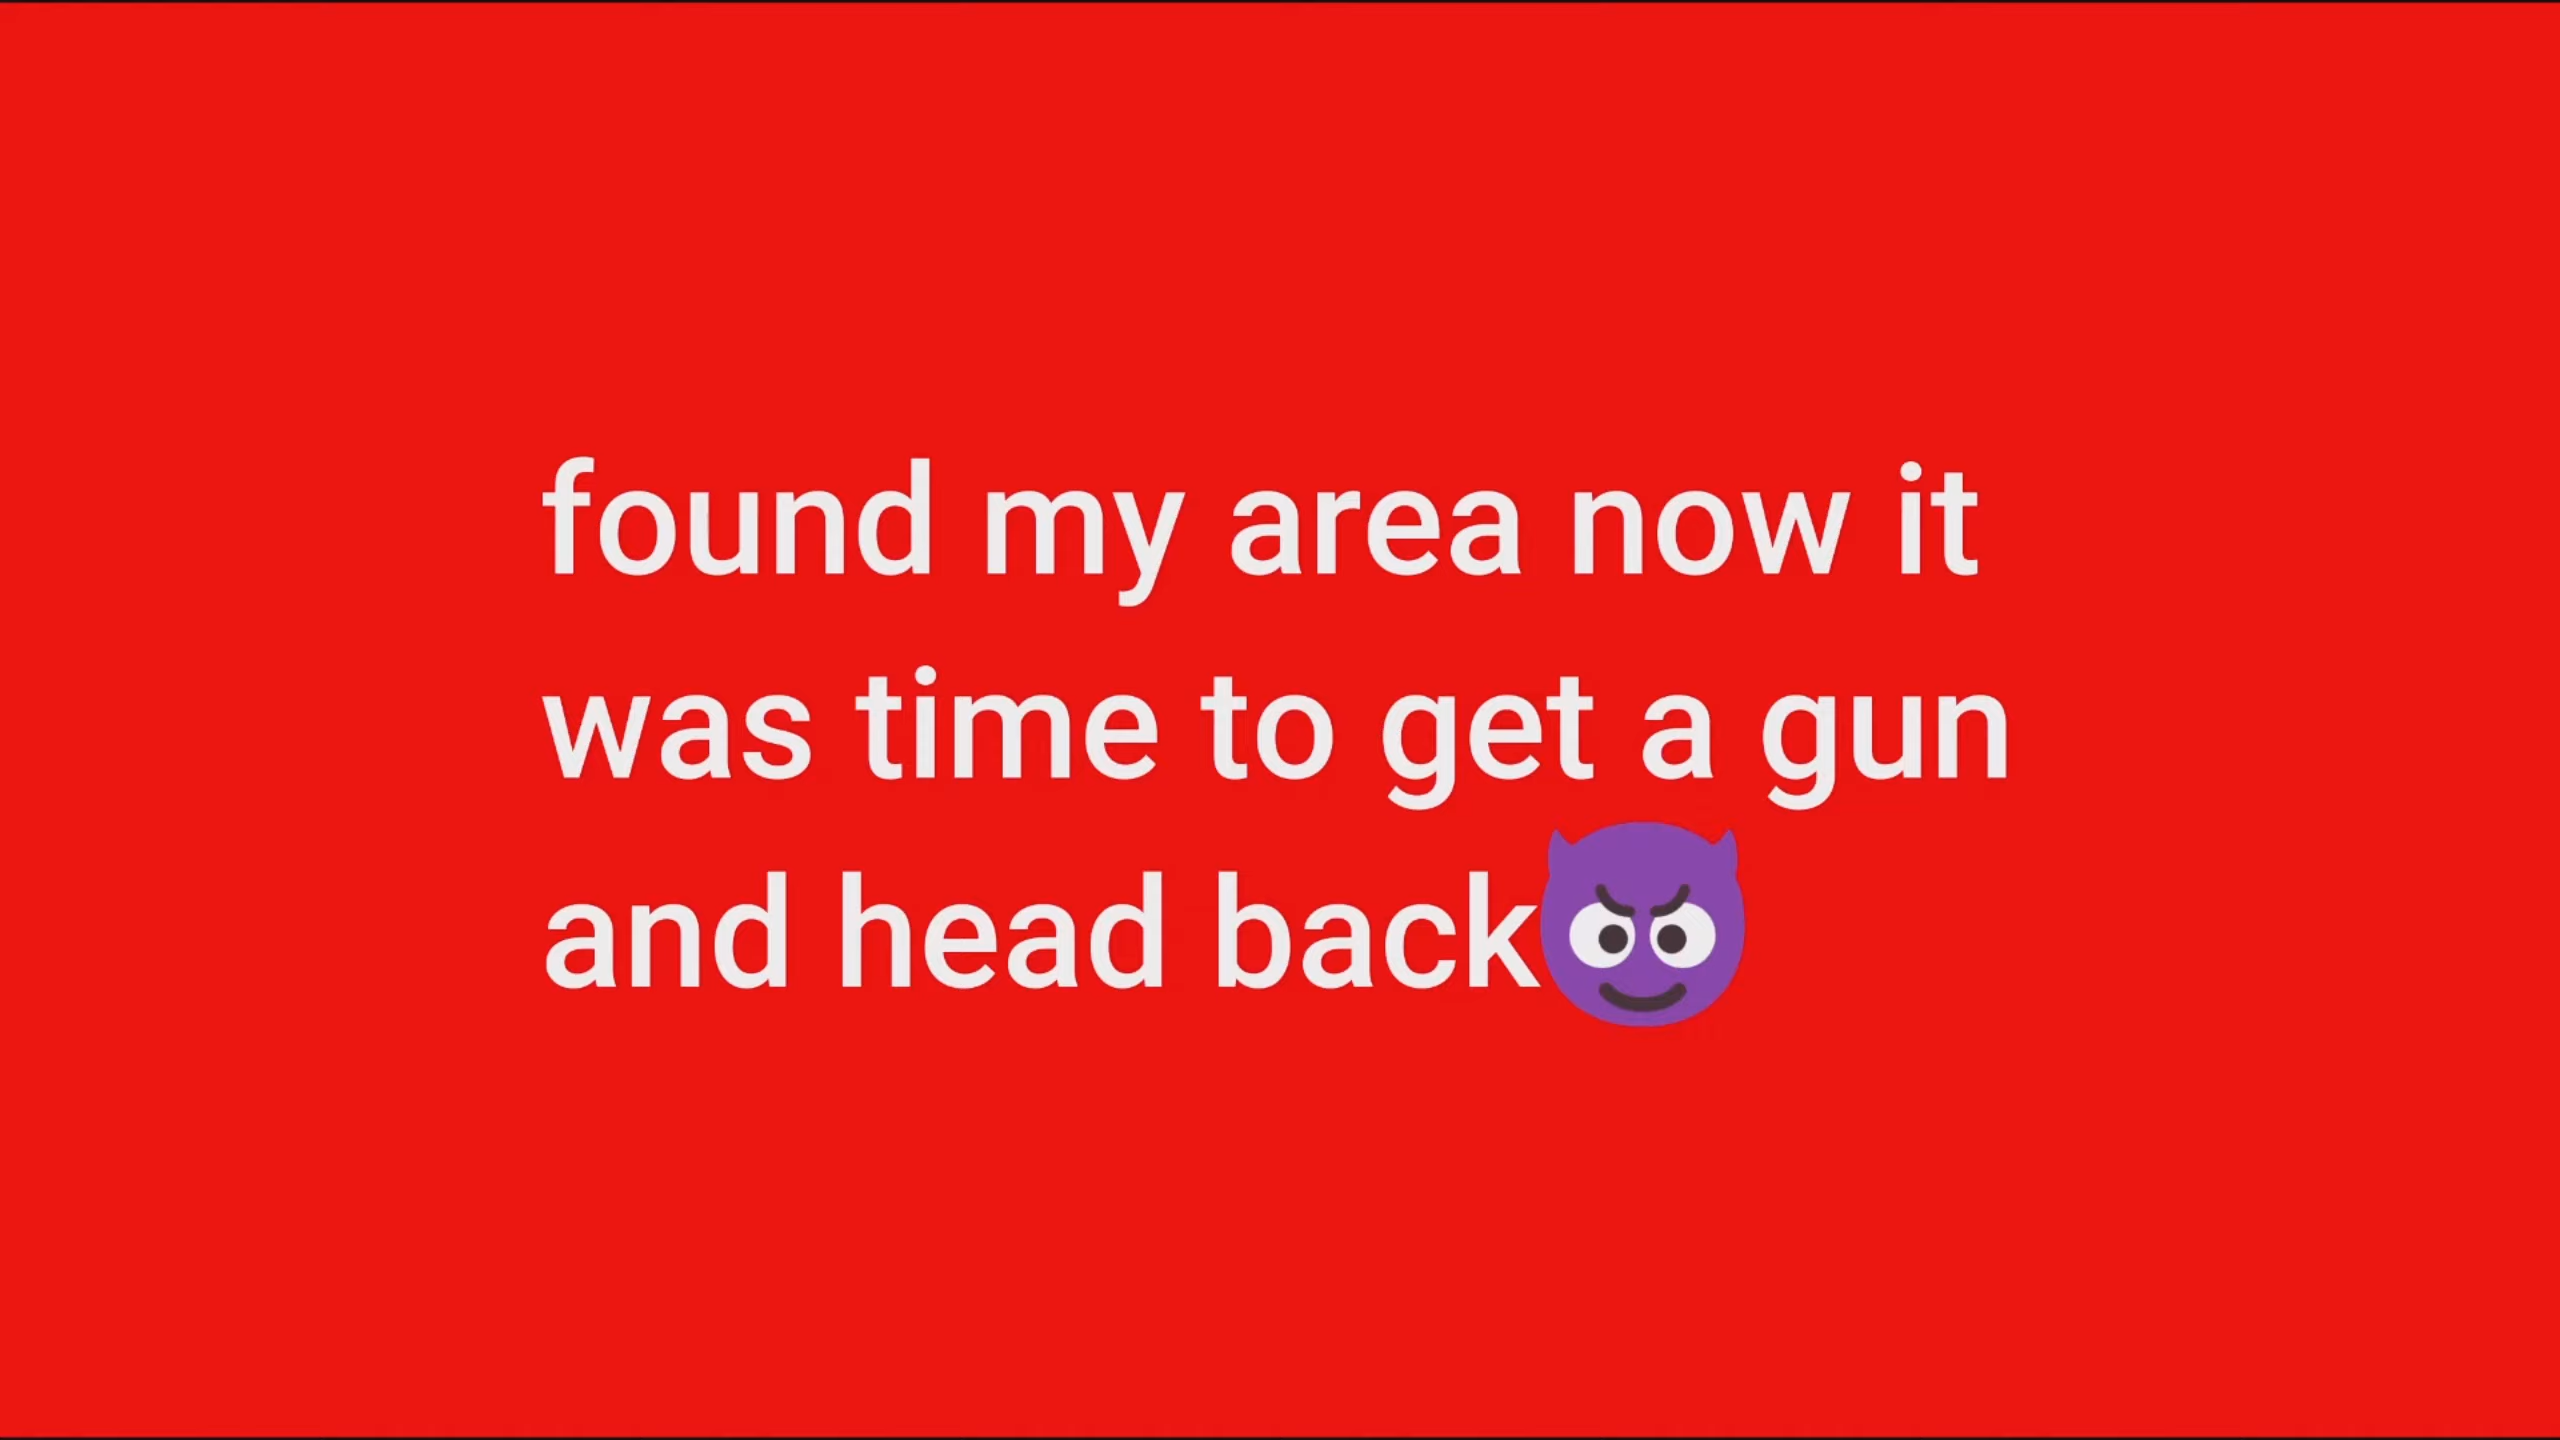 found my area now it
was time to get a gun
and head back😈